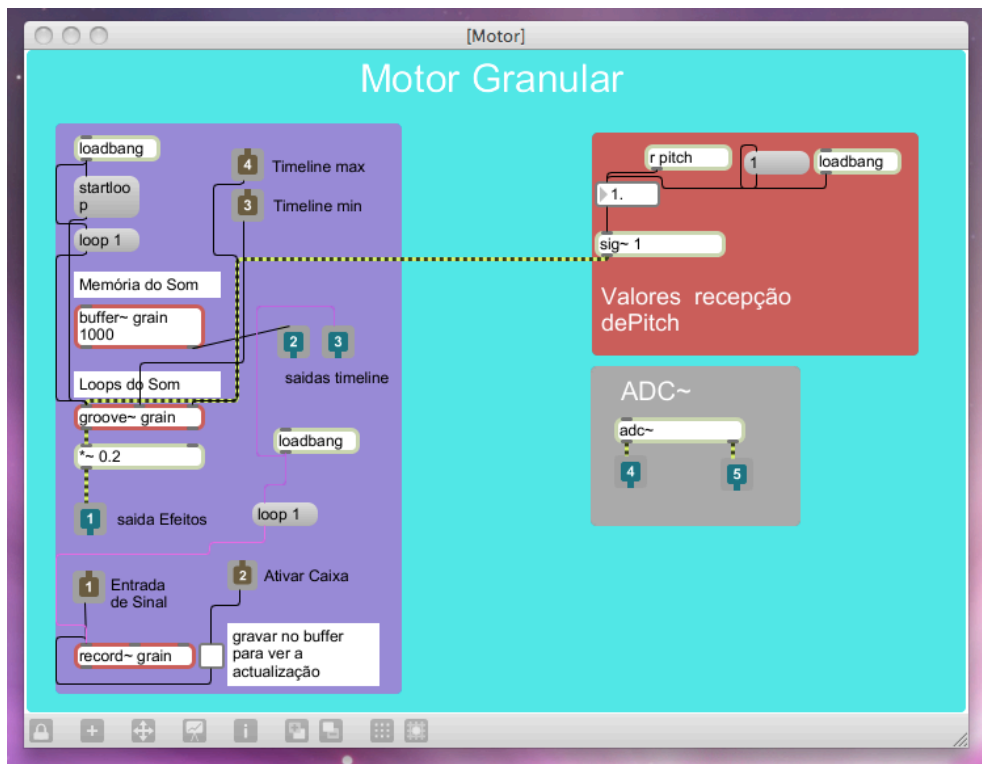 [Motor]
Motor Granular
loadbang
startloo
p
loop 1
4
Timeline max
3
Timeline min
Memória do Som
buffer~ grain
1000
2
3
saidas timeline
Loops do Som
groove~ grain
*~ 0.2
loadbang
1
saida Efeitos
loop 1
1
Entrada
de Sinal
2
Ativar Caixa
record~ grain
gravar no buffer
para ver a
actualização
r pitch
1
loadbang
1.
sig~ 1
Valores recepção
dePitch
ADC~
adc~
4
5